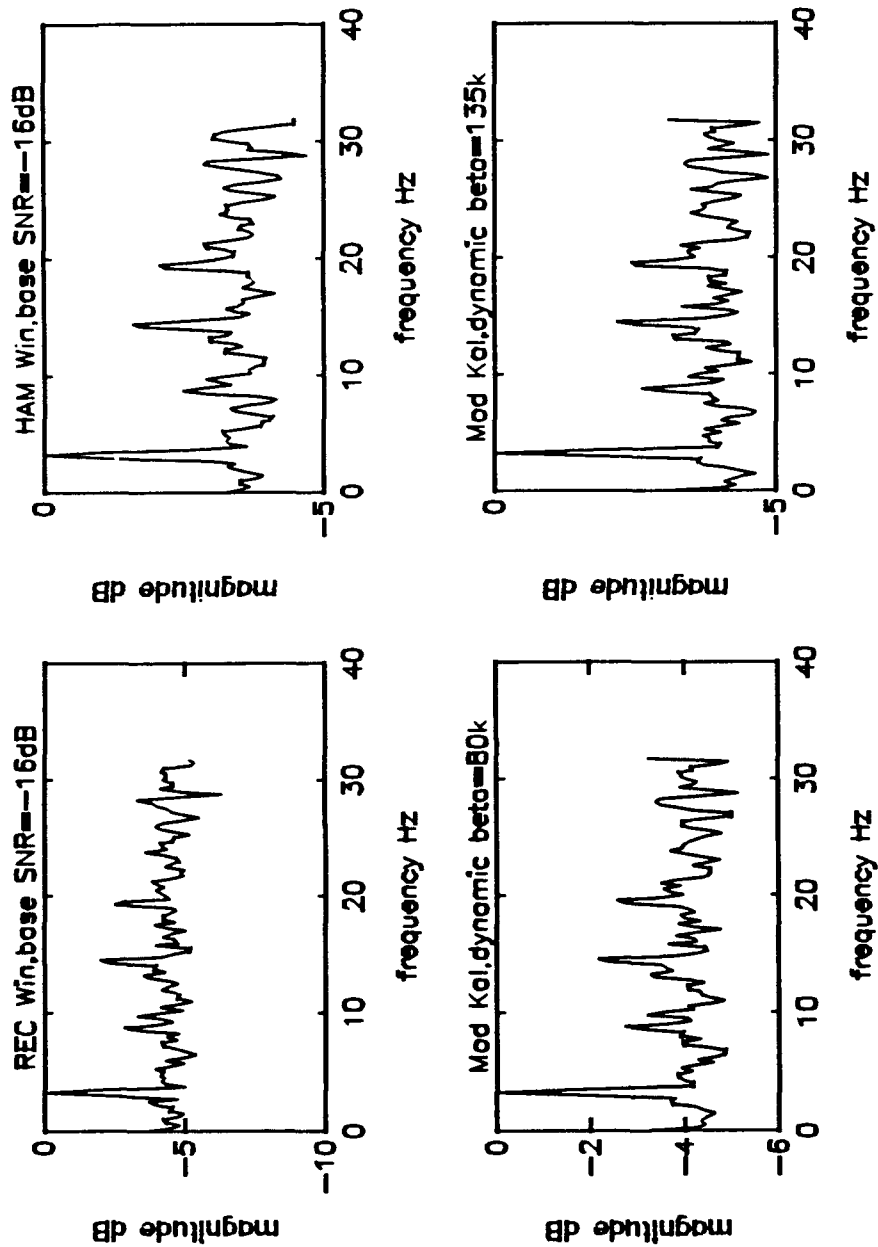 REC Win,base SNR=-16dB
0
-5
-10
magnitude dB
0 10 20 30 40
frequency Hz
HAM Win,base SNR=-16dB
0
-5
magnitude dB
0 10 20 30 40
frequency Hz
Mod Kal,dynamic beta=80k
0
-2
-4
-6
magnitude dB
0 10 20 30 40
frequency Hz
Mod Kal,dynamic beta=135k
0
-5
magnitude dB
0 10 20 30 40
frequency Hz